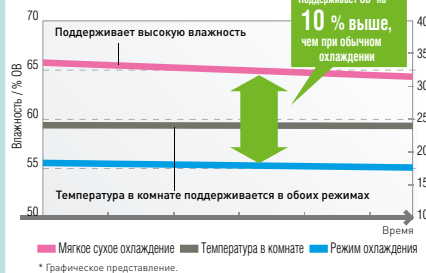 Поддерживает ОВ на
10 % выше,
чем при обычном
охлаждении
Поддерживает высокую влажность
Влажность / % ОВ
70
65
60
55
50
40
35
30
25
20
15
10
Температура в комнате поддерживается в обоих режимах
Время
Мягкое сухое охлаждение Температура в комнате Режим охлаждения
* Графическое представление.